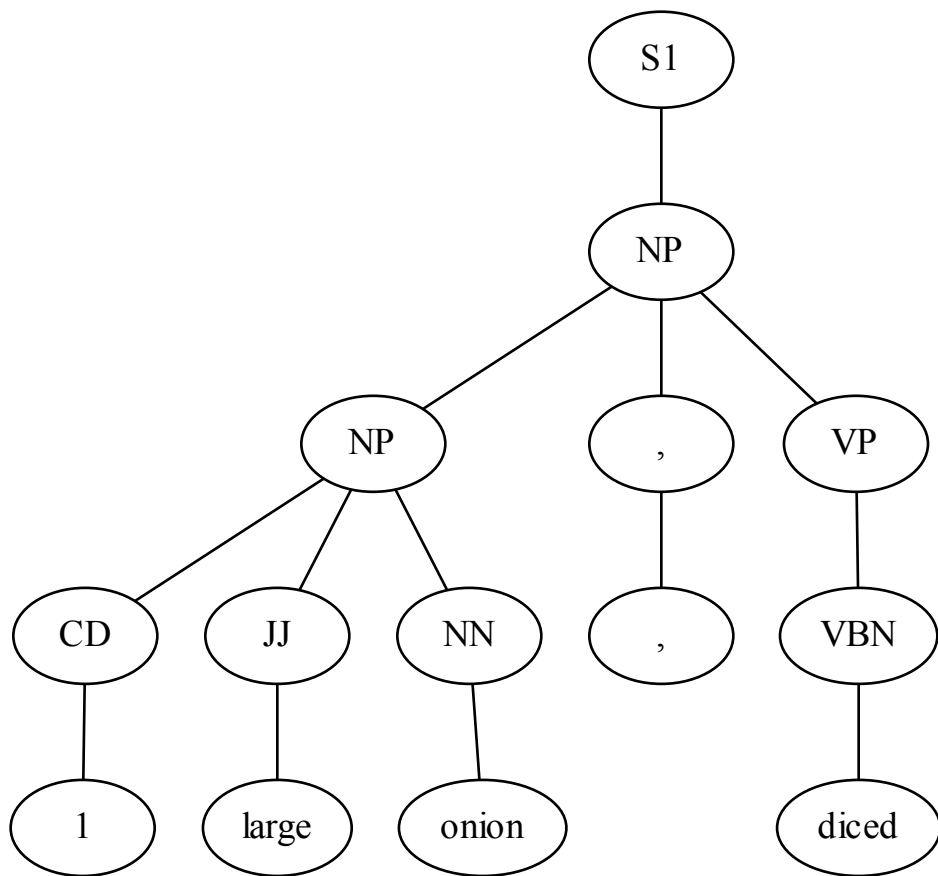 S1
NP
NP , VP
CD JJ NN , VBN
1 large onion diced